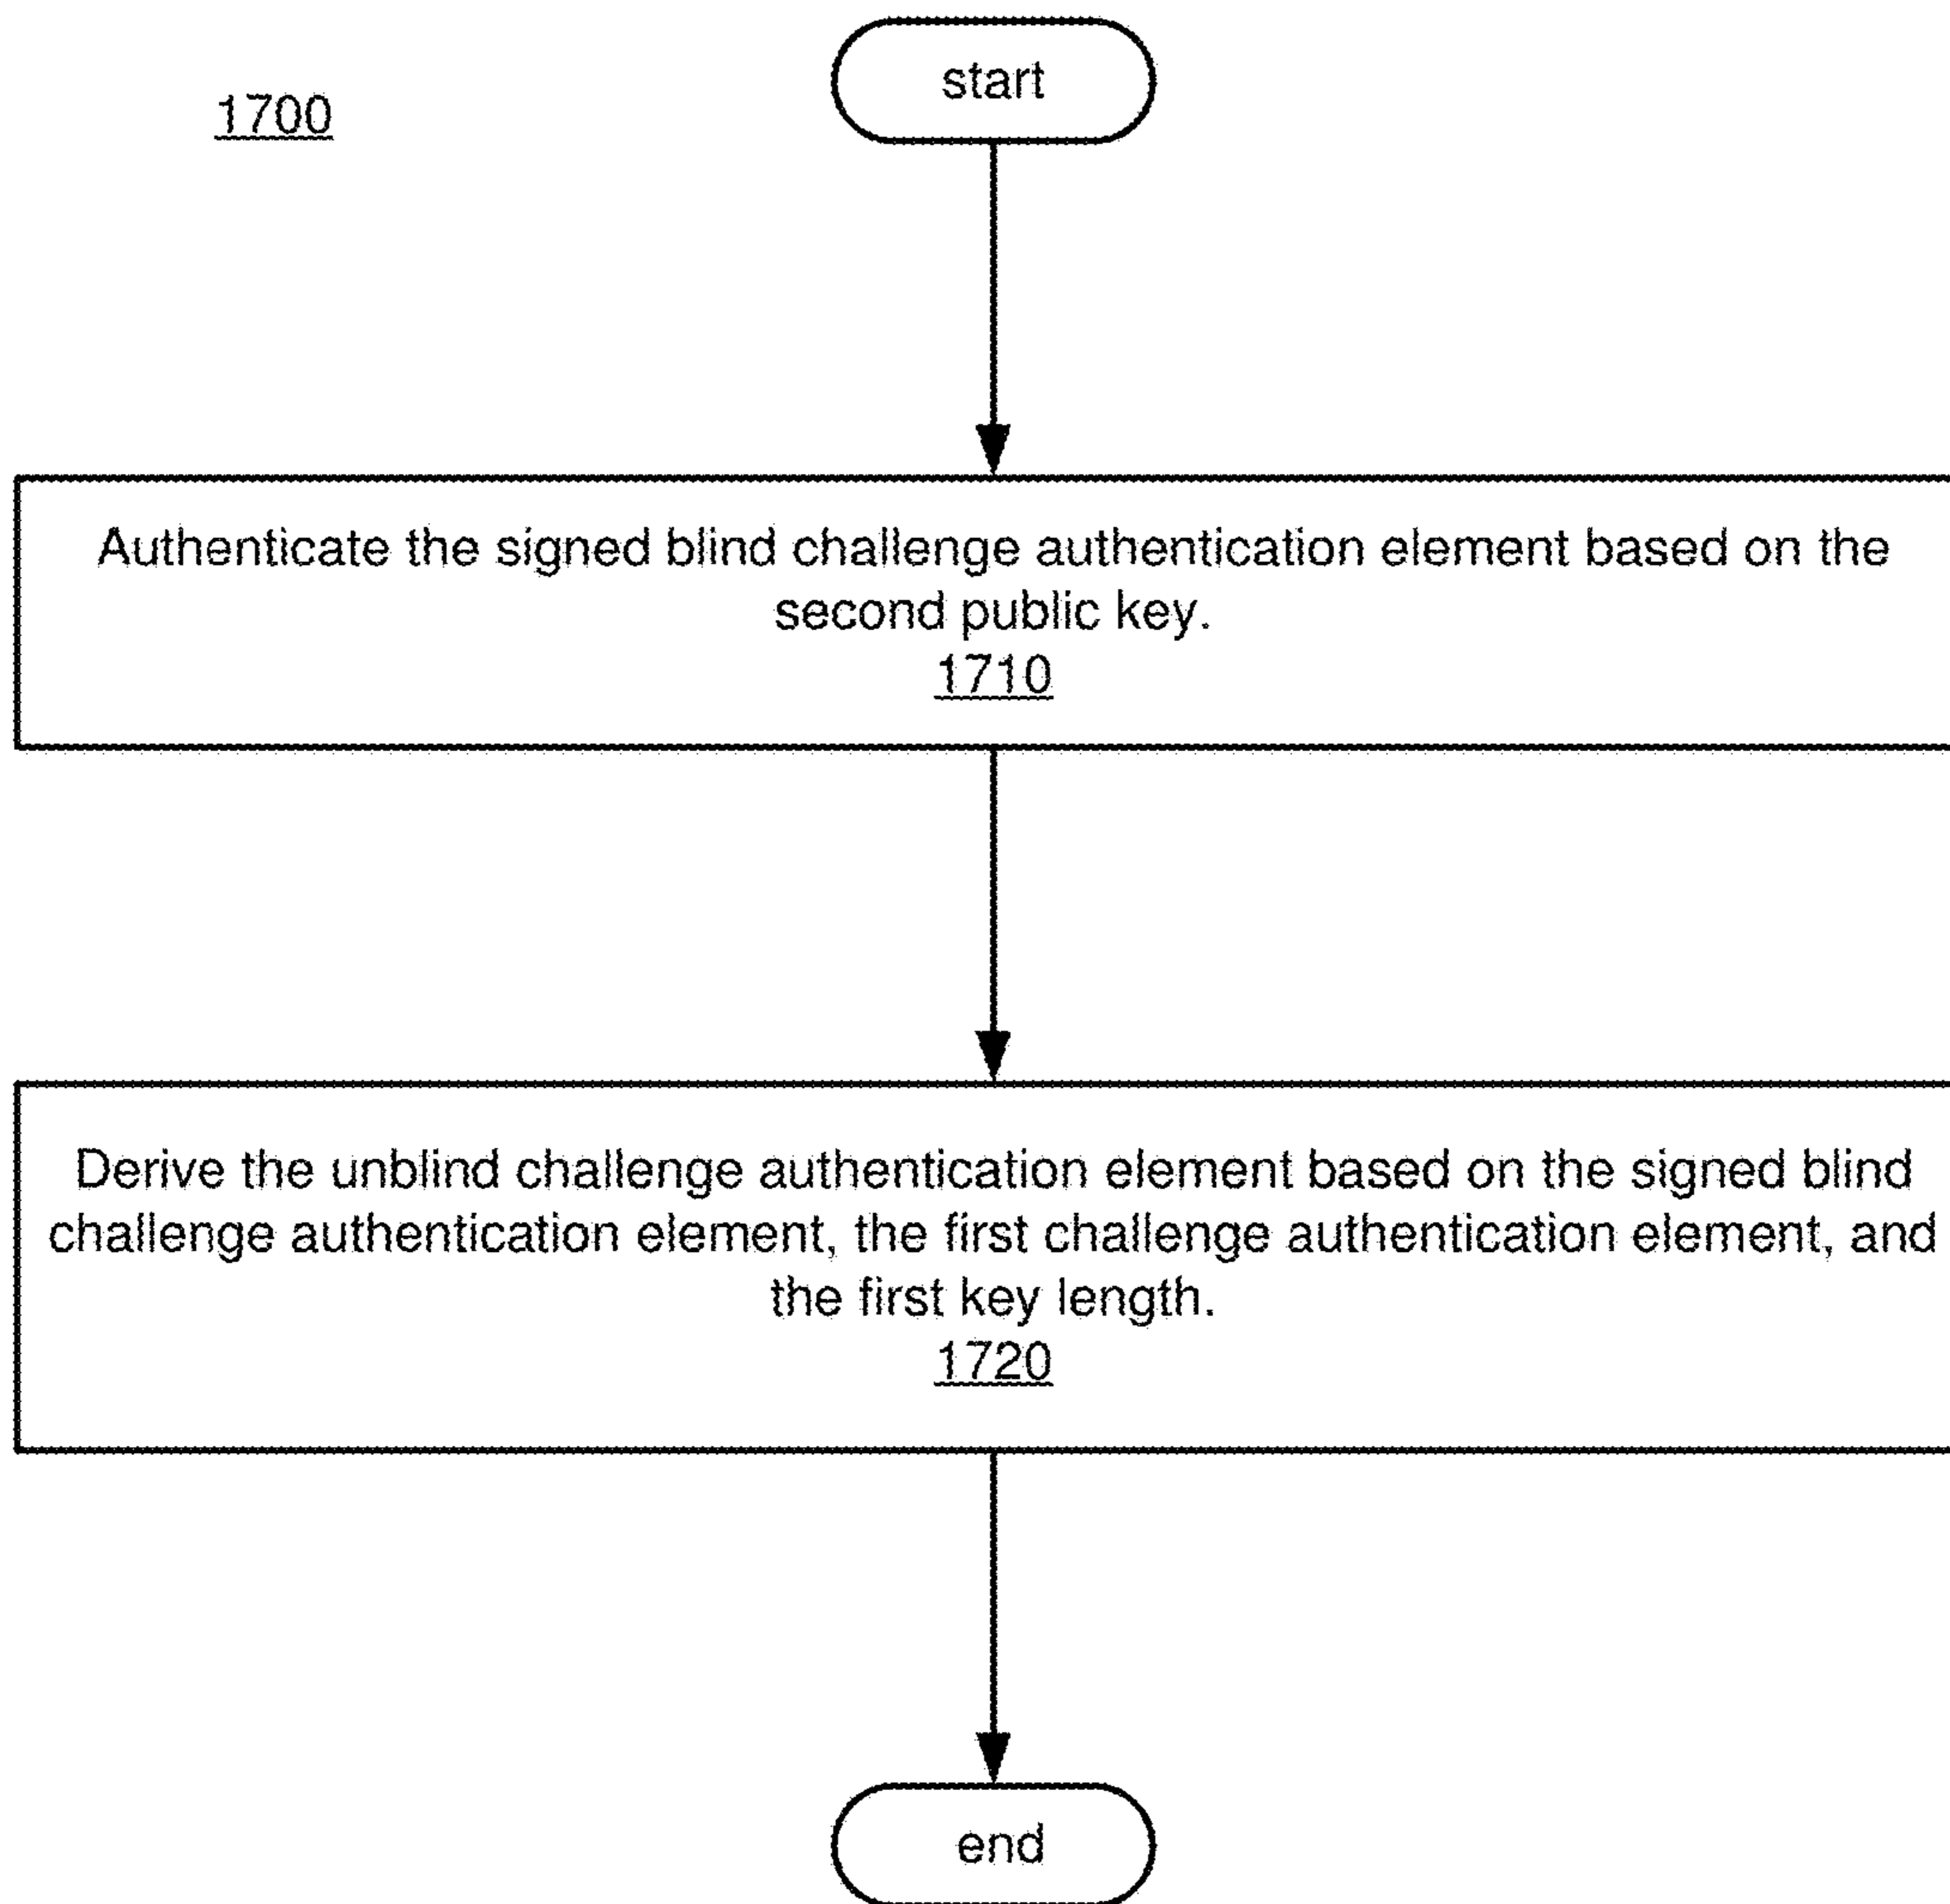 1700
start
Authenticate the signed blind challenge authentication element based on the
second public key.
1710
Derive the unblind challenge authentication element based on the signed blind
challenge authentication element, the first challenge authentication element, and
the first key length.
1720
end